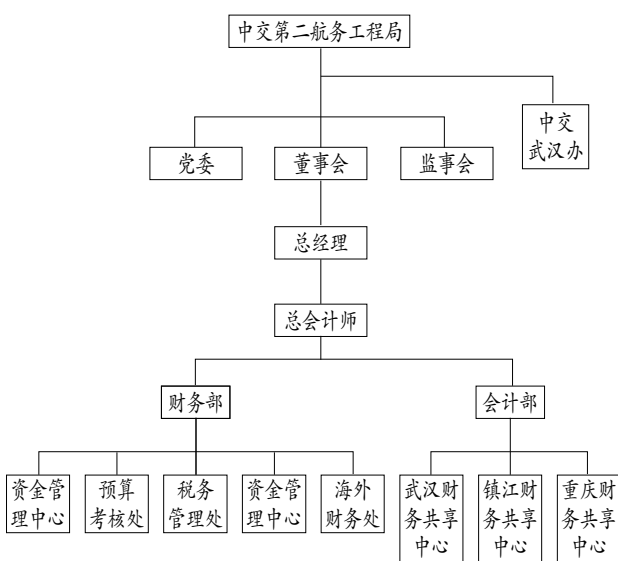 中交第二航务工程局
中交
武汉办
党委
董事会
监事会
总经理
总会计师
财务部
会计部
资金管
理中心
预算
考核处
税务
管理处
资金管
理中心
海外
财务处
武汉财
务共享
中心
镇江财
务共享
中心
重庆财
务共享
中心